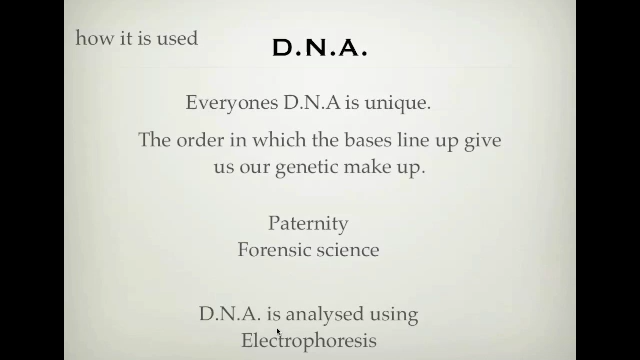 how it is used
D.N.A.
Everyones D.N.A is unique.
The order in which the bases line up give
us our genetic make up.
Paternity
Forensic science
D.N.A. is analysed using
Electrophoresis